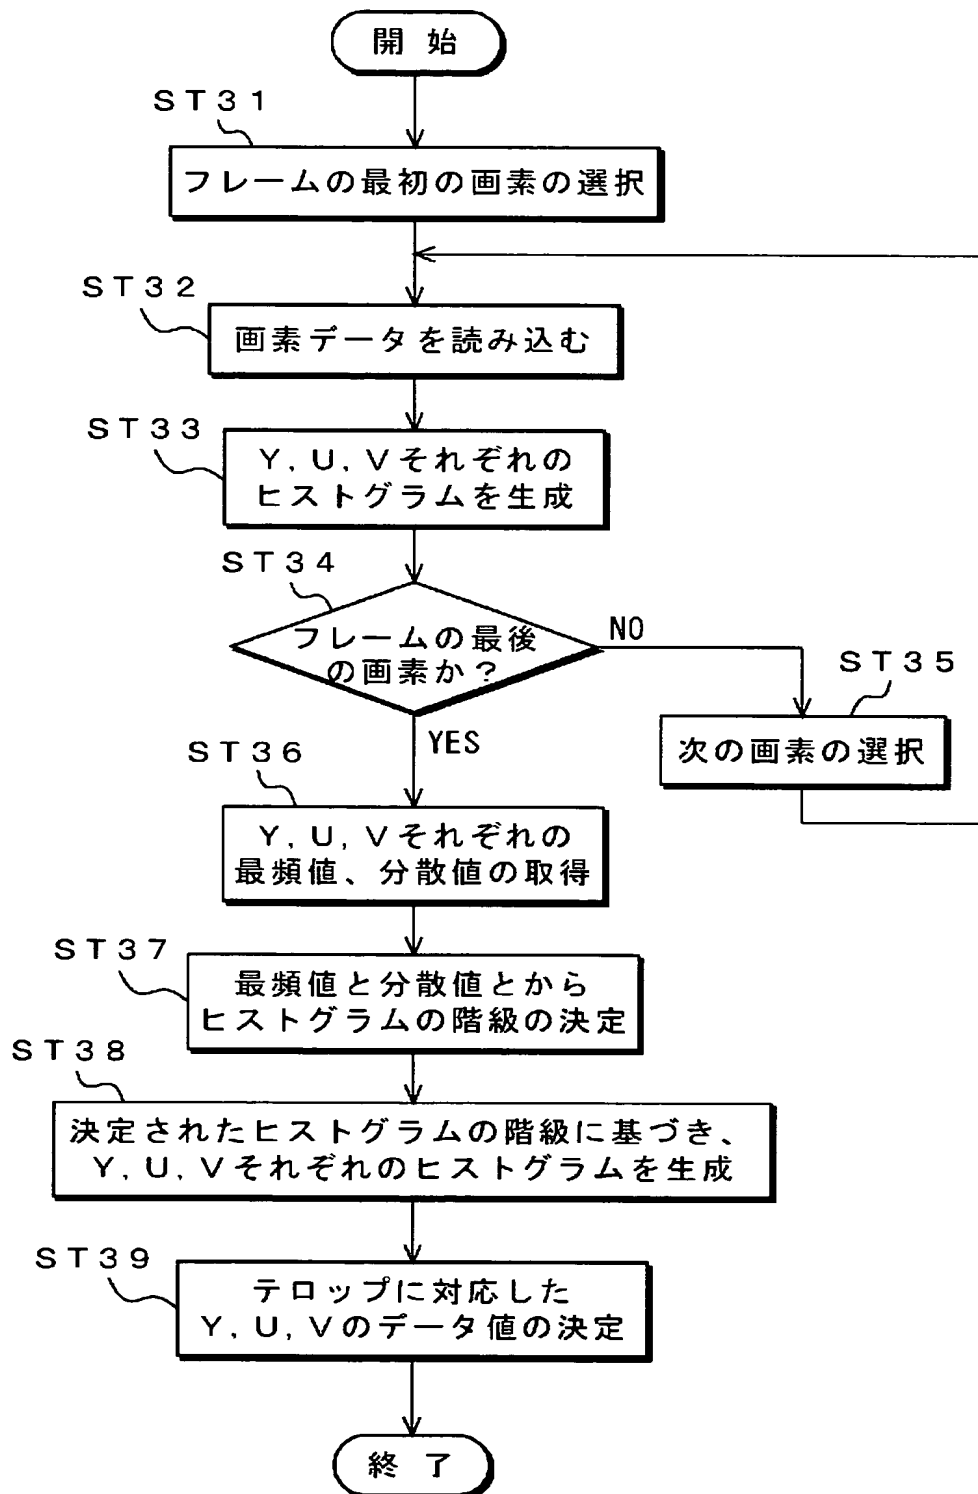 開始
ST31
フレームの最初の画素の選択
ST32
画素データを読み込む
ST33
Y,U,Vそれぞれの
ヒストグラムを生成
ST34
フレームの最後
の画素か?
NO
ST35
次の画素の選択
YES
ST36
Y,U,Vそれぞれの
最頻値、分散値の取得
ST37
最頻値と分散値とから
ヒストグラムの階級の決定
ST38
決定されたヒストグラムの階級に基づき、
Y,U,Vそれぞれのヒストグラムを生成
ST39
テロップに対応した
Y,U,Vのデータ値の決定
終了